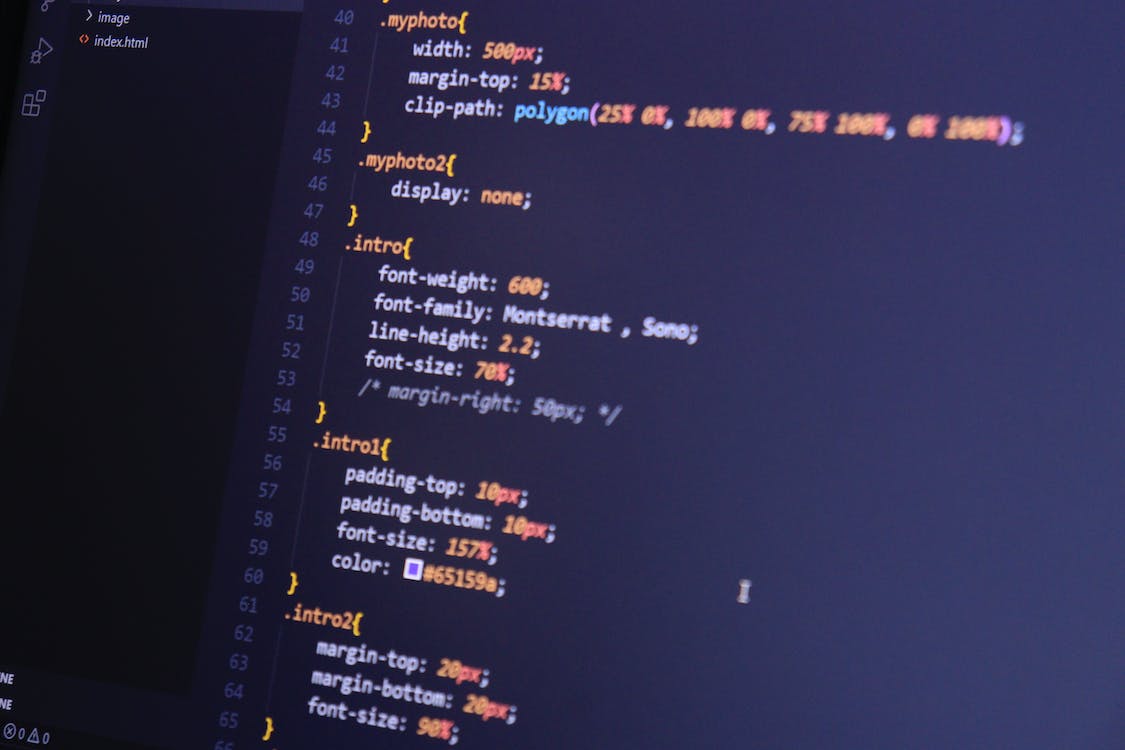 image
index.html
40 .myphoto{
41 width: 500px;
42 margin-top: 15%;
43 clip-path: polygon(25% 0%, 100% 0%, 75% 100%, 0% 100%);
44 }
45 .myphoto2{
46 display: none;
47 }
48 .intro{
49 font-weight: 600;
50 font-family: Montserrat , Sono;
51 line-height: 2.2;
52 font-size: 70%;
53 /* margin-right: 50px; */
54 }
55 .intro1{
56 padding-top: 10px;
57 padding-bottom: 10px;
58 font-size: 157%;
59 color: #65159a;
60 }
61 .intro2{
62 margin-top: 20px;
63 margin-bottom: 20px;
64 font-size: 90%;
65 }
NE
NE
0 0